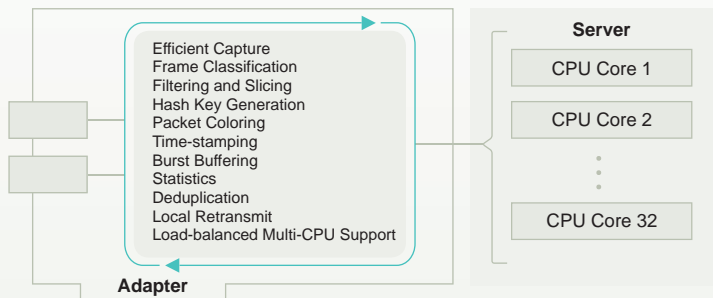 Efficient Capture
Frame Classification
Filtering and Slicing
Hash Key Generation
Packet Coloring
Time-stamping
Burst Buffering
Statistics
Deduplication
Local Retransmit
Load-balanced Multi-CPU Support
Adapter
Server
CPU Core 1
CPU Core 2
CPU Core 32